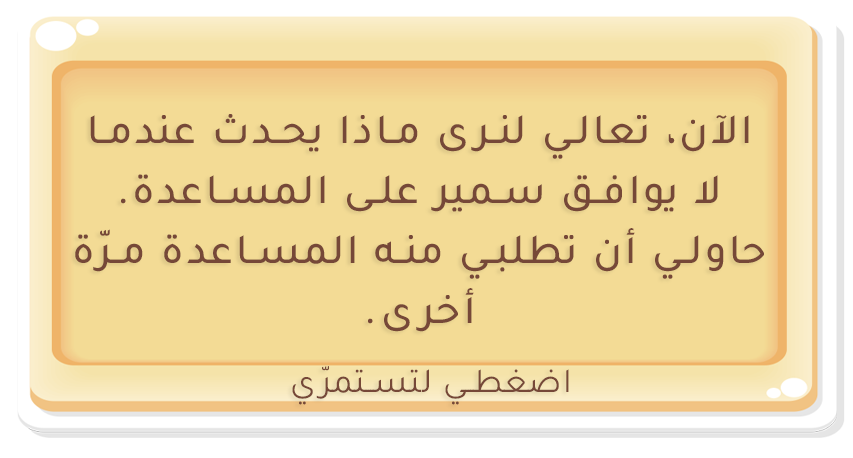 الآن، تعالي لنرى ماذا يحدث عندما
لا يوافق سمير على المساعدة.
حاولي أن تطلبي منه المساعدة مرّة
أخرى.
اضغطي لتستمرّي